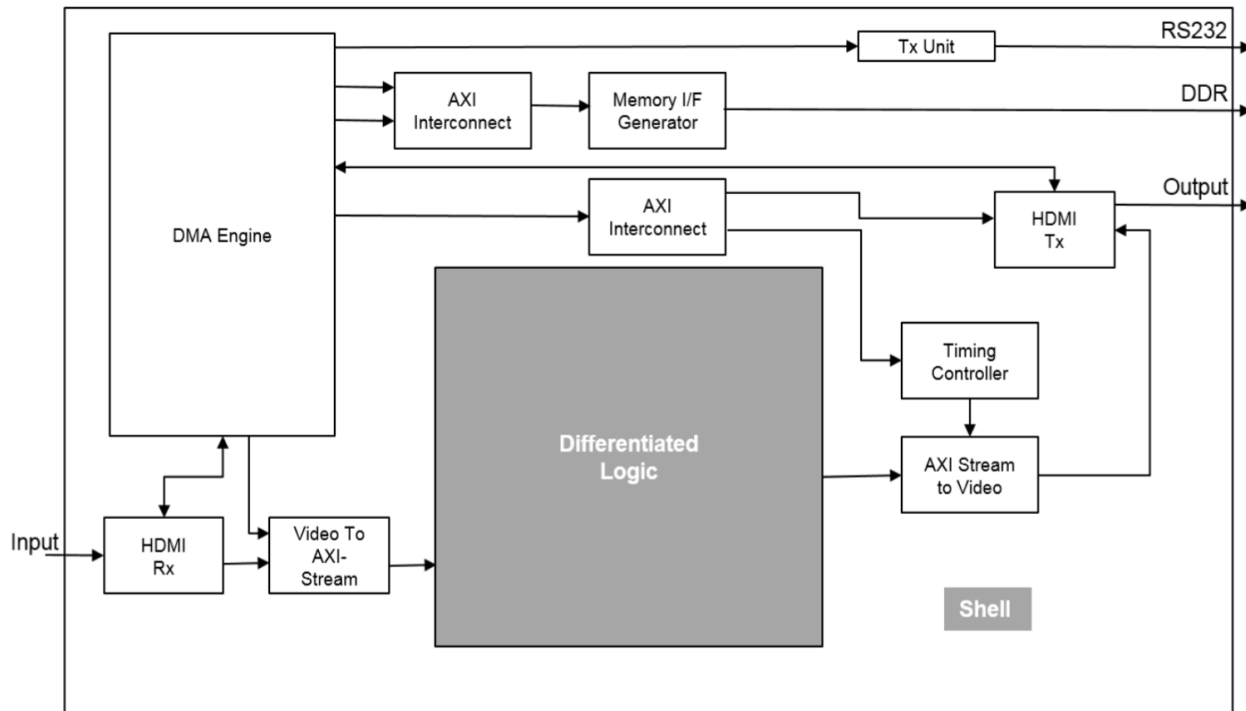 RS232
Tx Unit
DDR
AXI
Interconnect
Memory I/F
Generator
Output
AXI
Interconnect
HDMI
Tx
DMA Engine
Timing
Controller
Differentiated
Logic
AXI Stream
to Video
Input
HDMI
Rx
Video To
AXI-
Stream
Shell